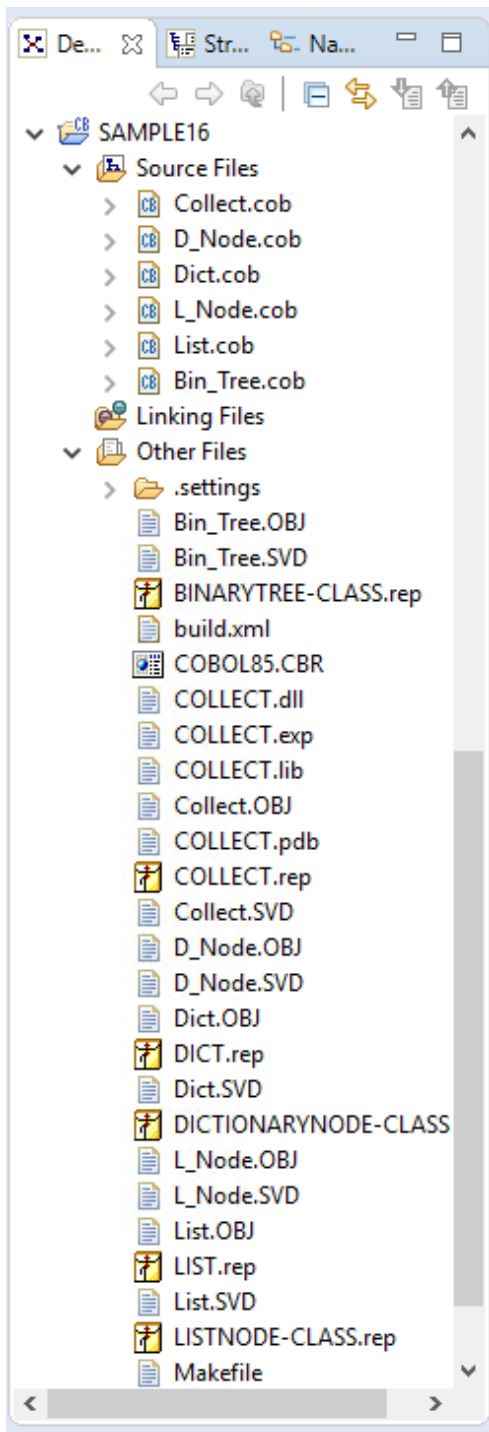 De... Str... Na...
SAMPLE16
Source Files
Collect.cob
D_Node.cob
Dict.cob
L_Node.cob
List.cob
Bin_Tree.cob
Linking Files
Other Files
.settings
Bin_Tree.OBJ
Bin_Tree.SVD
BINARYTREE-CLASS.rep
build.xml
COBOL85.CBR
COLLECT.dll
COLLECT.exp
COLLECT.lib
Collect.OBJ
COLLECT.pdb
COLLECT.rep
Collect.SVD
D_Node.OBJ
D_Node.SVD
Dict.OBJ
DICT.rep
Dict.SVD
DICTIONARYNODE-CLASS
L_Node.OBJ
L_Node.SVD
List.OBJ
LIST.rep
List.SVD
LISTNODE-CLASS.rep
Makefile